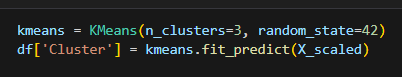 kmeans = KMeans(n_clusters=3, random_state=42)
df['Cluster'] = kmeans.fit_predict(X_scaled)